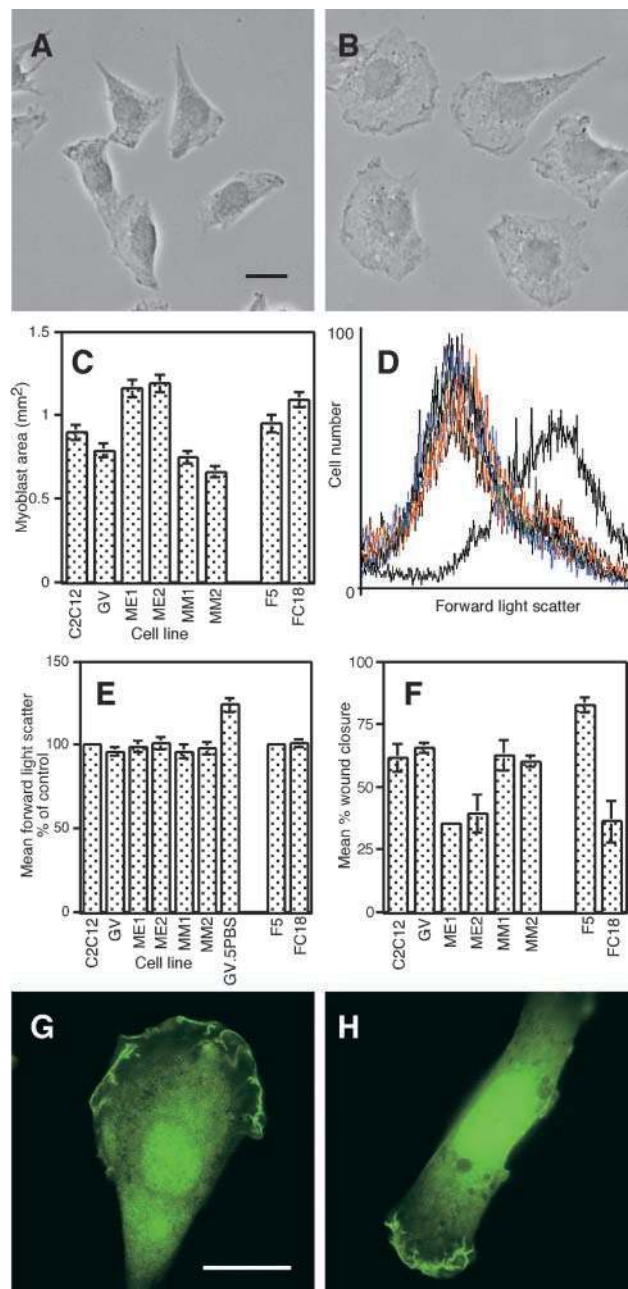 A
B
1.5
1
0.5
0
Myoblast area (mm2)
C
C2C12
GV
ME1
ME2
MM1
MM2
F5
FC18
Cell line
100
0
Cell number
D
Forward light scatter
150
100
50
0
Mean forward light scatter
% of control
E
C2C12
GV
ME1
ME2
MM1
MM2
GV.5PBS
F5
FC18
Cell line
100
75
50
25
0
Mean % wound closure
F
C2C12
GV
ME1
ME2
MM1
MM2
F5
FC18
G
H